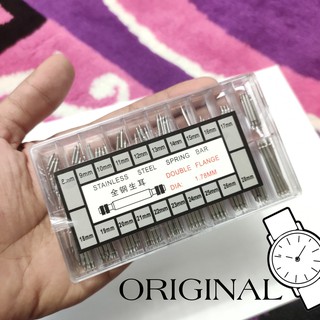 8mm 9mm 10mm 11mm 12mm 13mm 14mm 15mm 16mm 17mm
STAINLESS STEEL SPRING BAR
全钢生耳 DOUBLE FLANGE
DIA: 1.78MM
18mm 19mm 20mm 21mm 22mm 23mm 24mm 25mm 26mm 28mm
ORIGINAL